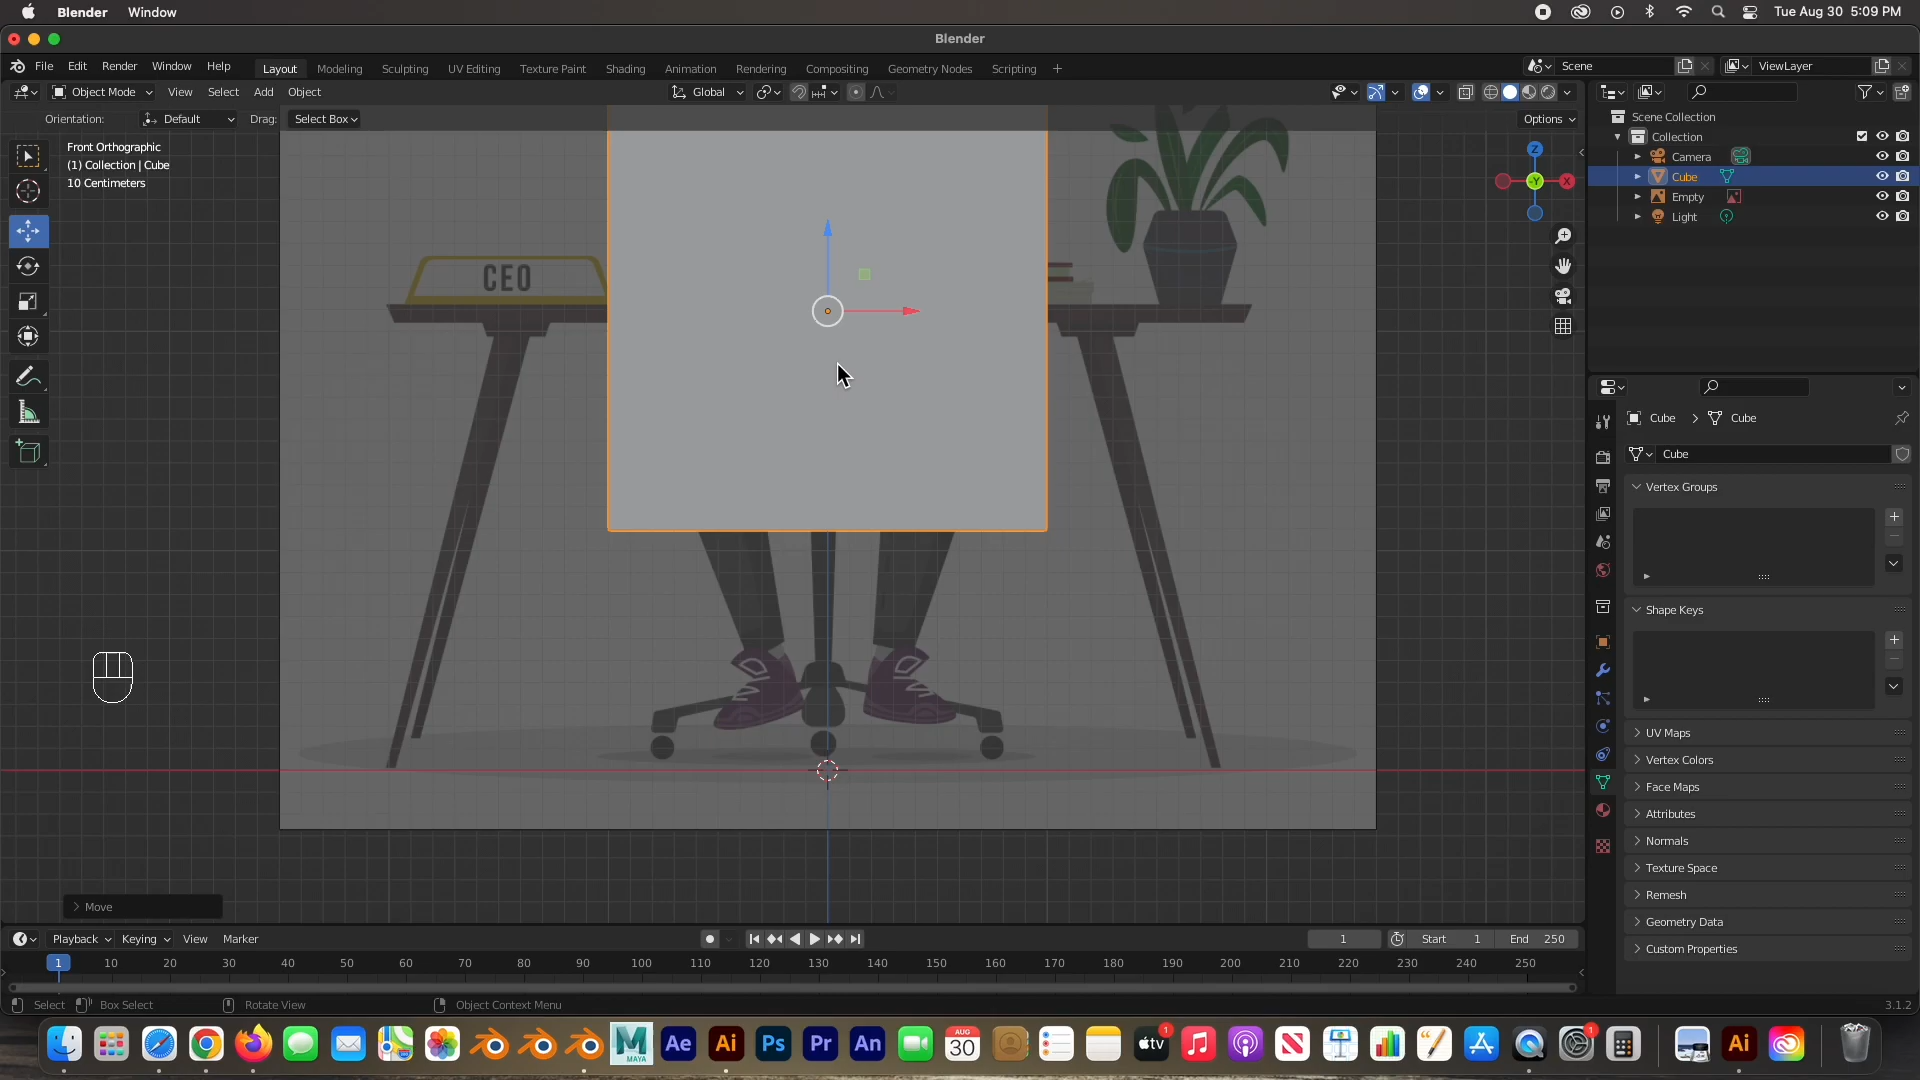 Blender Window
Tue Aug 30 5:09 PM
Blender
File Edit Render Window Help
Layout Modeling Sculpting UV Editing Texture Paint Shading Animation Rendering Compositing Geometry Nodes Scripting +
Scene
ViewLayer
Object Mode View Select Add Object
Global
Orientation: Default Drag: Select Box
Options
Front Orthographic
(1) Collection | Cube
10 Centimeters
Z
-Y
X
CEO
Scene Collection
Collection
Camera
Cube
Empty
Light
Cube > Cube
Cube
Vertex Groups
Shape Keys
UV Maps
Vertex Colors
Face Maps
Attributes
Normals
Texture Space
Remesh
Geometry Data
Custom Properties
Move
Playback Keying View Marker
1
Start 1
End 250
1 10 20 30 40 50 60 70 80 90 100 110 120 130 140 150 160 170 180 190 200 210 220 230 240 250
Select Box Select Rotate View Object Context Menu
3.1.2
MAYA
Ae
Ai
Ps
Pr
An
AUG
30
tv
1
1
Ai